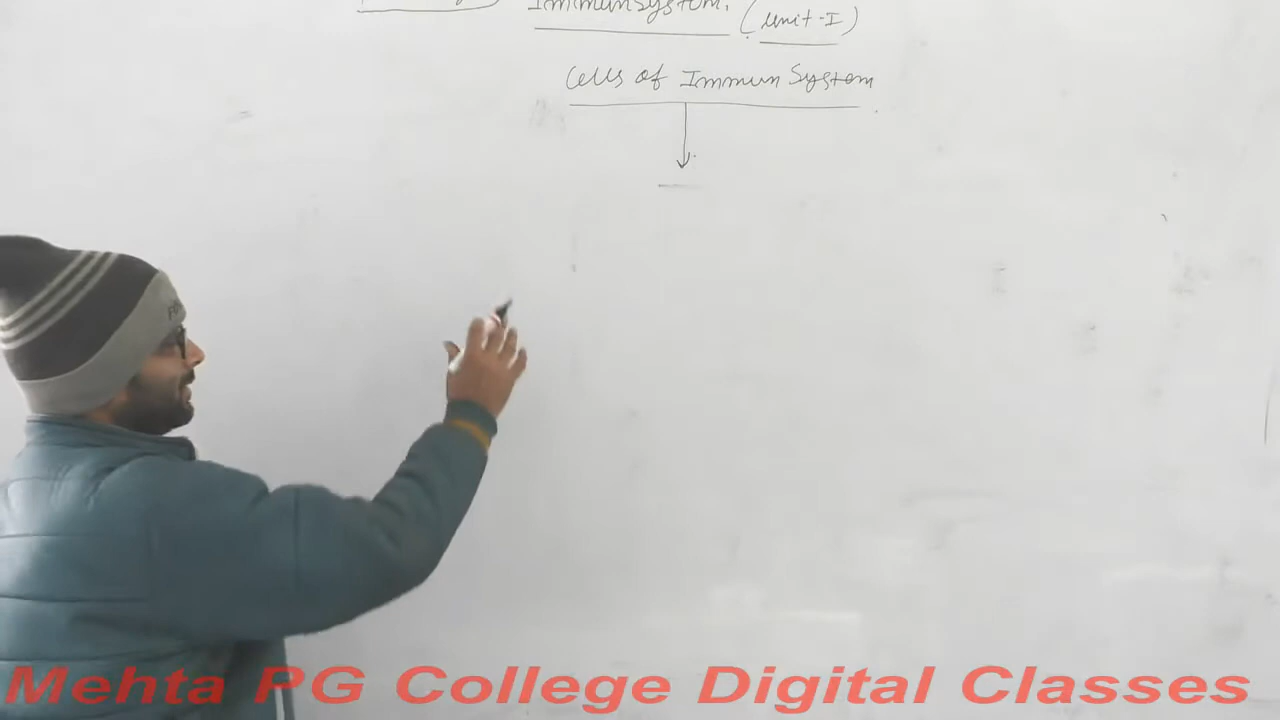 Immun System. (Unit-I)
Cells of Immun System
Mehta PG College Digital Classes